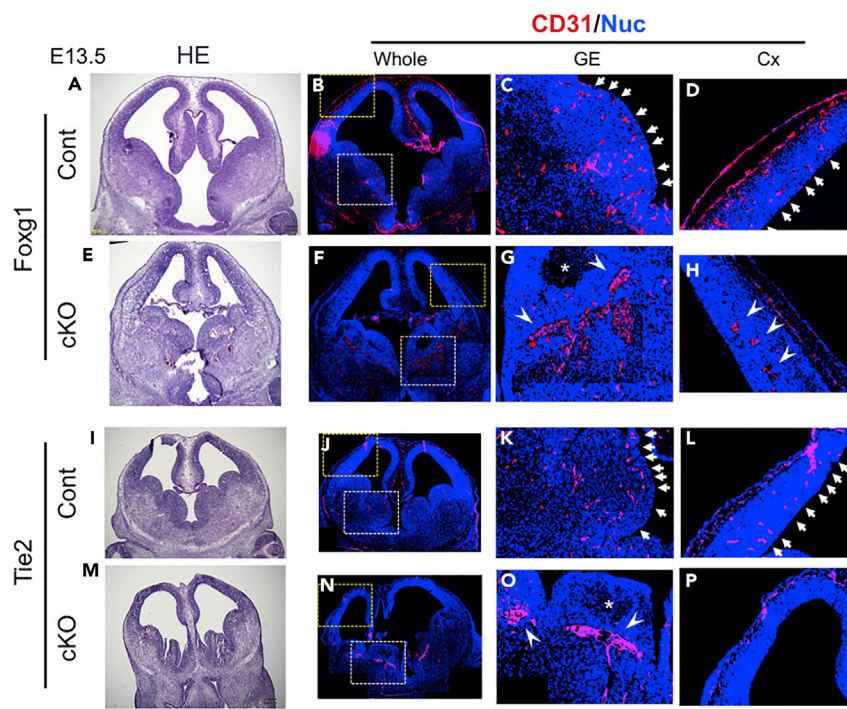 CD31/Nuc
E13.5 HE Whole GE Cx
A B C D
Foxg1
Cont
E F G H
*
cKO
I J K L
Tie2
Cont
M N O P
*
cKO